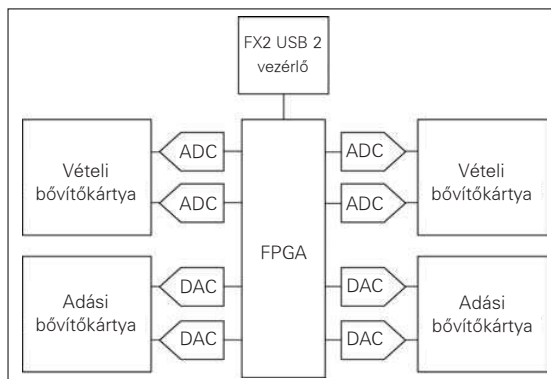 FX2 USB 2
vezérlő
Vételi
bővítőkártya
ADC
ADC
ADC
ADC
Vételi
bővítőkártya
FPGA
Adási
bővítőkártya
DAC
DAC
DAC
DAC
Adási
bővítőkártya